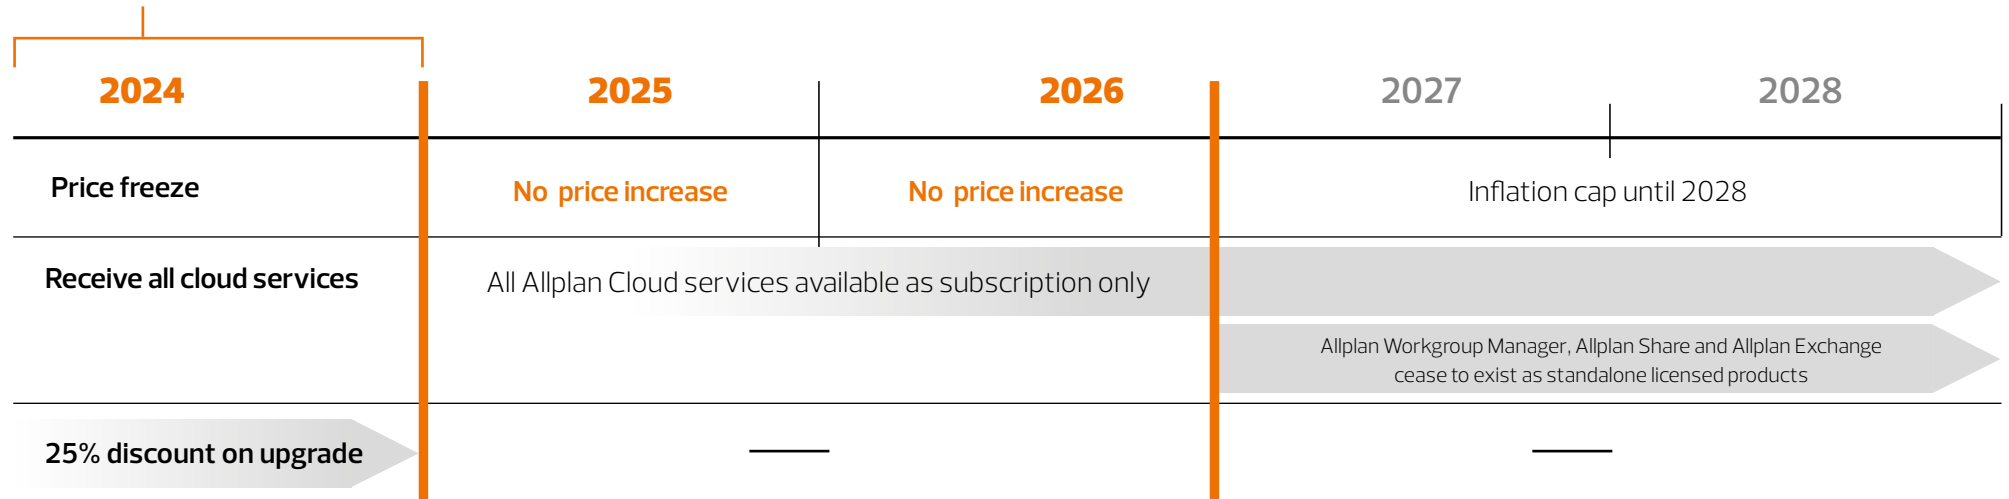 2024
2025
2026
2027
2028
Price freeze
No price increase
No price increase
Inflation cap until 2028
Receive all cloud services
All Allplan Cloud services available as subscription only
Allplan Workgroup Manager, Allplan Share and Allplan Exchange
cease to exist as standalone licensed products
25% discount on upgrade